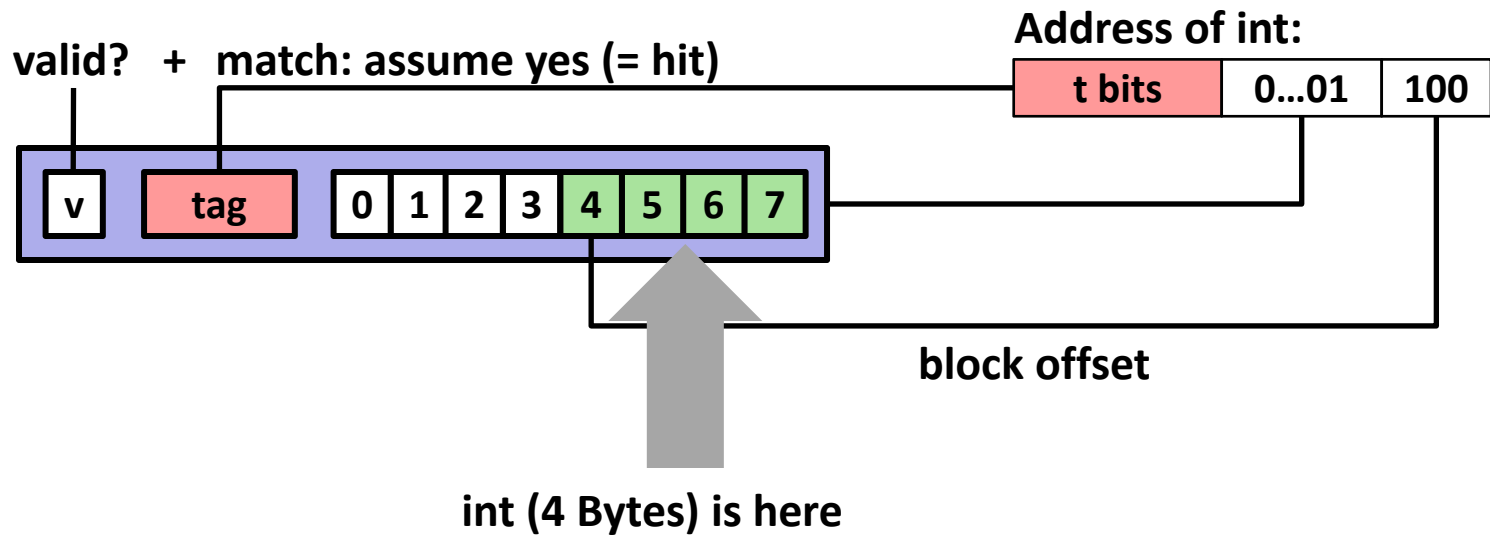 Address of int:
valid? + match: assume yes (= hit)
t bits 0...01 100
v tag 0 1 2 3 4 5 6 7
block offset
int (4 Bytes) is here